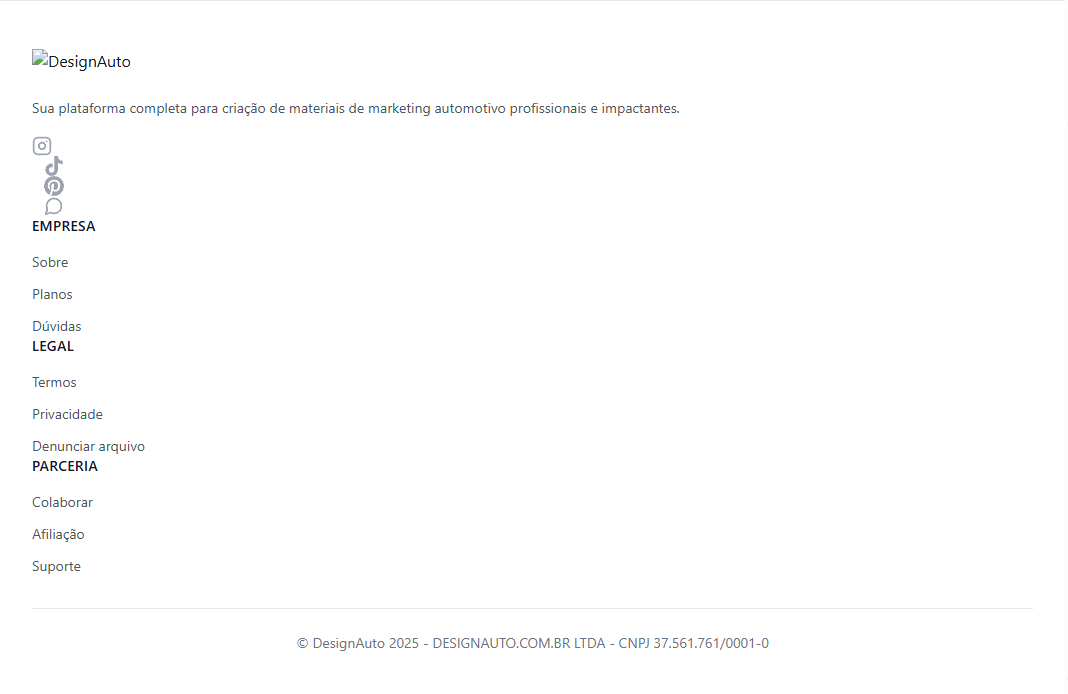 DesignAuto
Sua plataforma completa para criação de materiais de marketing automotivo profissionais e impactantes.
EMPRESA
Sobre
Planos
Dúvidas
LEGAL
Termos
Privacidade
Denunciar arquivo
PARCERIA
Colaborar
Afiliação
Suporte
© DesignAuto 2025 - DESIGNAUTO.COM.BR LTDA - CNPJ 37.561.761/0001-0